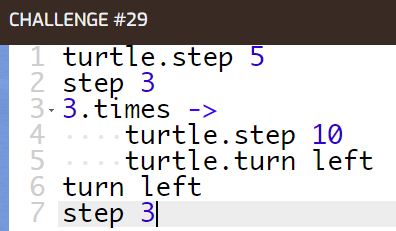 CHALLENGE #29
1 turtle.step 5
2 step 3
3 3.times ->
4 turtle.step 10
5 turtle.turn left
6 turn left
7 step 3